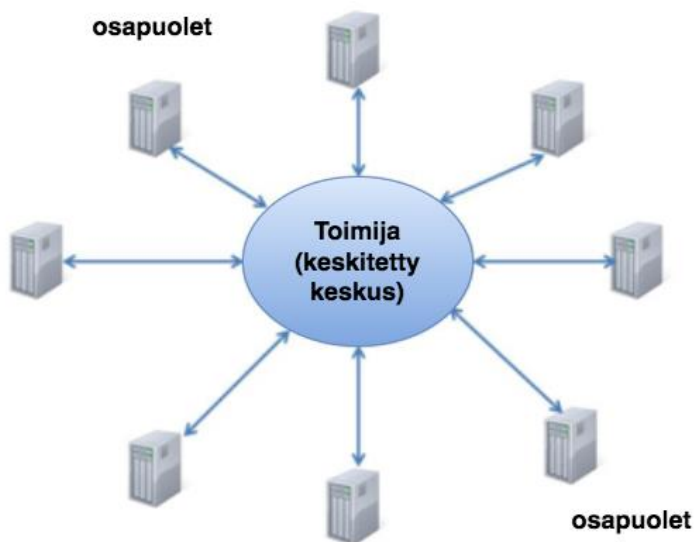 osapuolet
Toimija
(keskitetty
keskus)
osapuolet